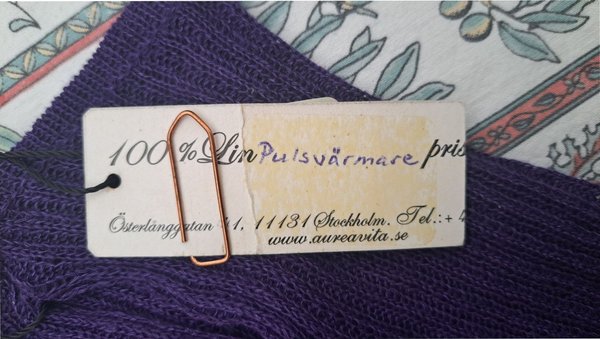 100 % Lin Pulsvärmare pris
Österlånggatan 41, 11131 Stockholm. Tel.:+ 4
www.aureavita.se